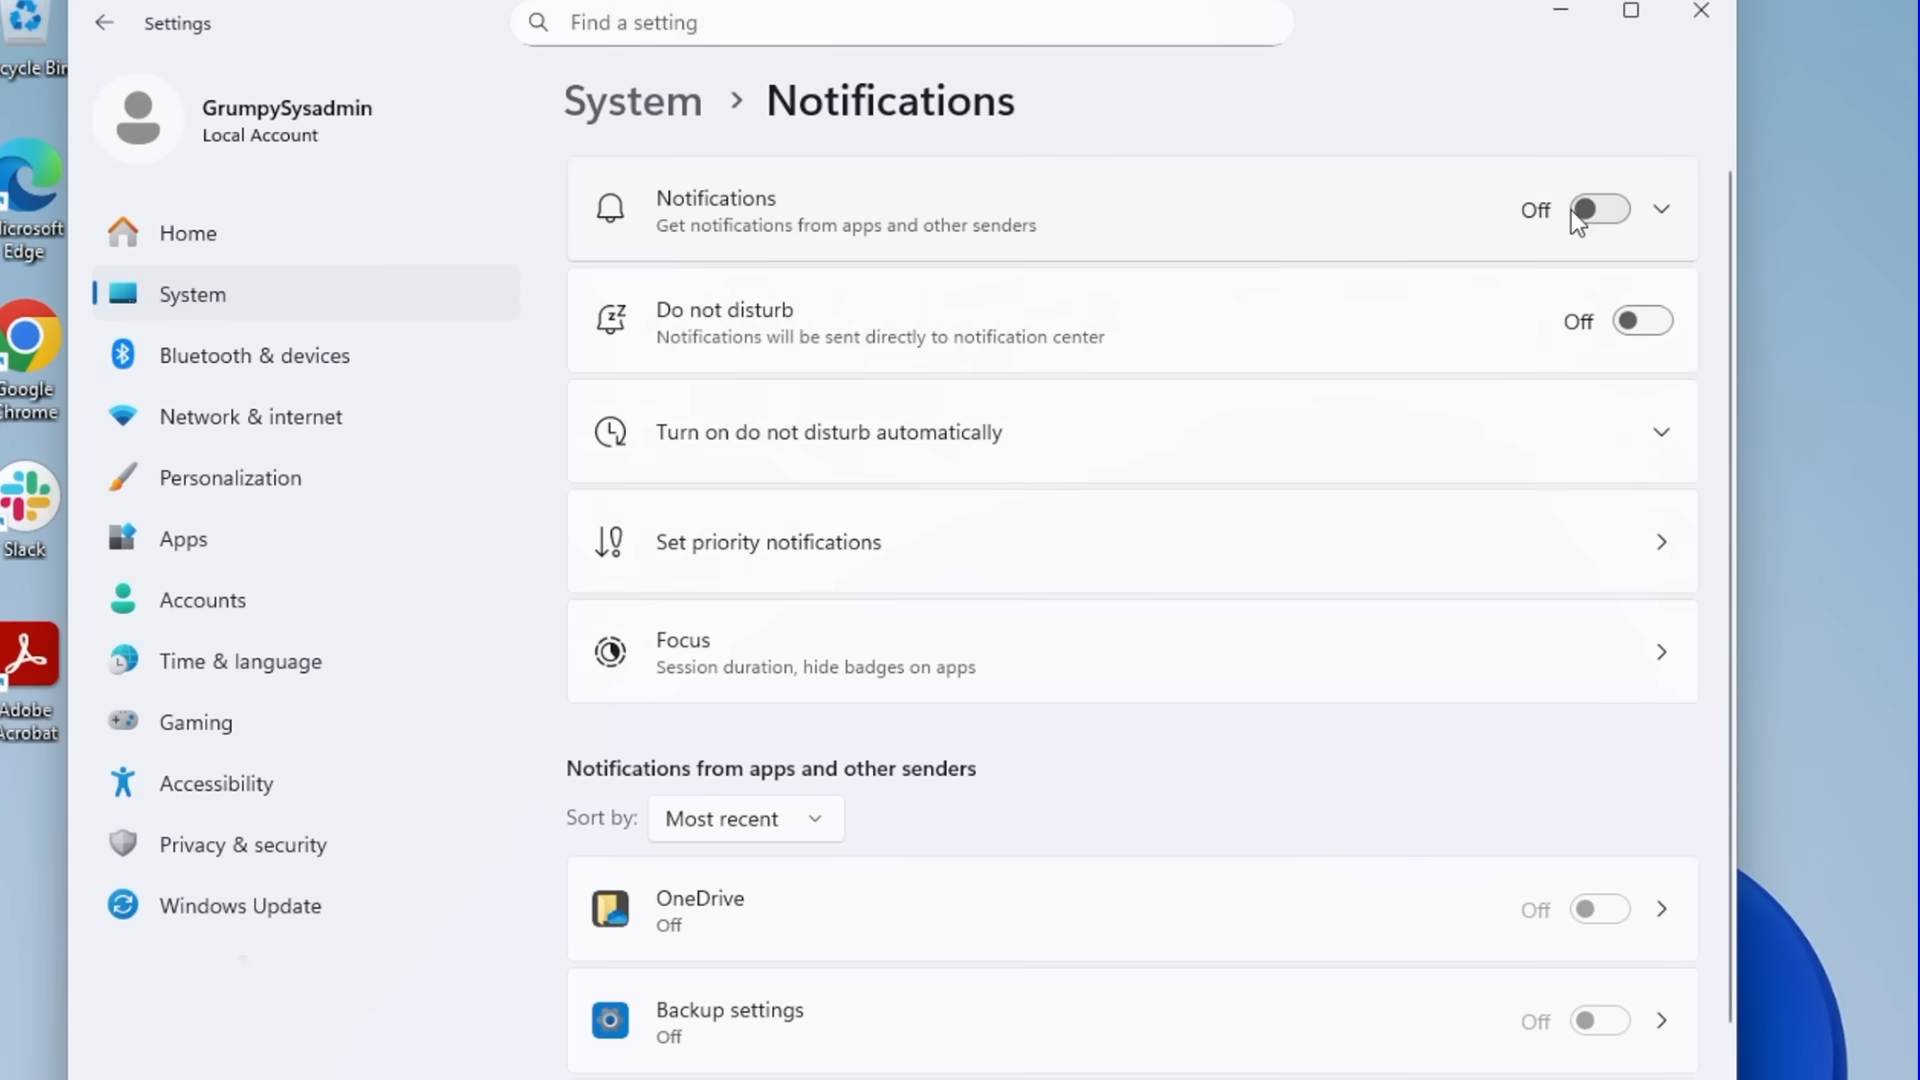 Settings
Find a setting
cycle Bin
GrumpySysadmin
Local Account
Home
System
Bluetooth & devices
Network & internet
Personalization
Apps
Accounts
Time & language
Gaming
Accessibility
Privacy & security
Windows Update
icrosoft
Edge
Google
hrome
Slack
Adobe
Acrobat
System > Notifications
Notifications
Get notifications from apps and other senders
Off
Do not disturb
Notifications will be sent directly to notification center
Off
Turn on do not disturb automatically
Set priority notifications
Focus
Session duration, hide badges on apps
Notifications from apps and other senders
Sort by: Most recent
OneDrive
Off
Off
Backup settings
Off
Off